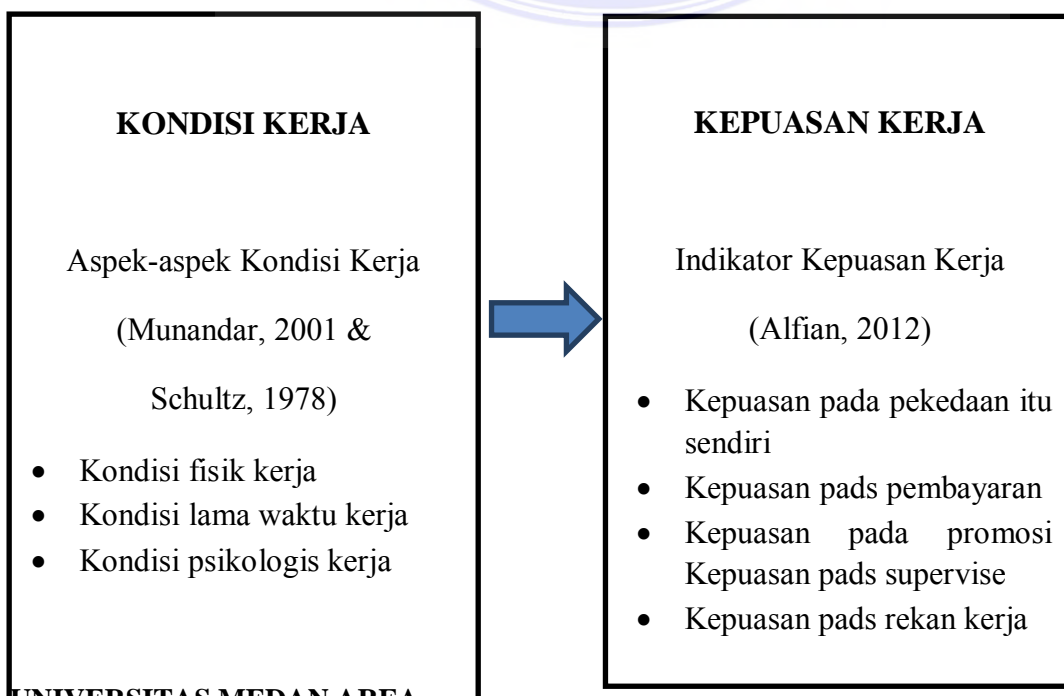 KONDISI KERJA
Aspek-aspek Kondisi Kerja
(Munandar, 2001 &
Schultz, 1978)
• Kondisi fisik kerja
• Kondisi lama waktu kerja
• Kondisi psikologis kerja
UNIVERSITAS MEDAN AREA
KEPUASAN KERJA
Indikator Kepuasan Kerja
(Alfian, 2012)
• Kepuasan pada pekedaan itu
sendiri
• Kepuasan pads pembayaran
• Kepuasan pada promosi
Kepuasan pads supervise
• Kepuasan pads rekan kerja